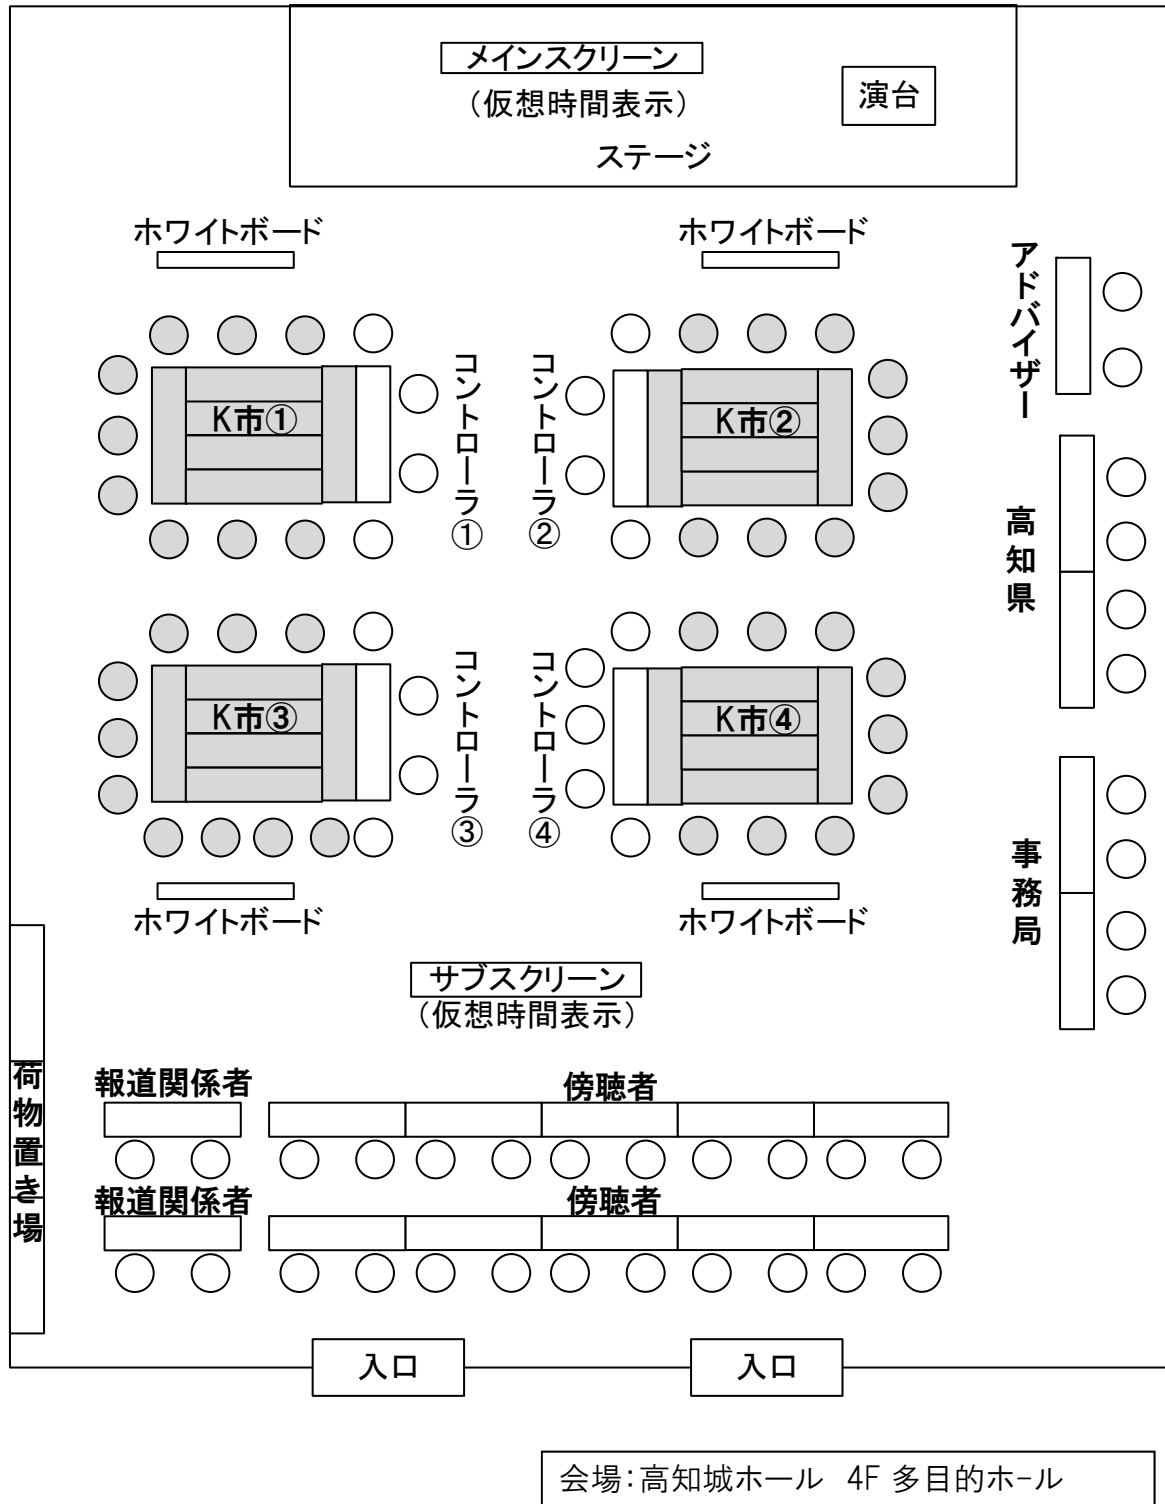 メインスクリーン
（仮想時間表示）
演台
ステージ
ホワイトボード
ホワイトボード
アドバイザー
K市①
コントローラ①
コントローラ②
K市②
高知県
K市③
コントローラ③
コントローラ④
K市④
事務局
ホワイトボード
ホワイトボード
サブスクリーン
（仮想時間表示）
荷物置き場
報道関係者
傍聴者
報道関係者
傍聴者
入口
入口
会場：高知城ホール 4F 多目的ホール